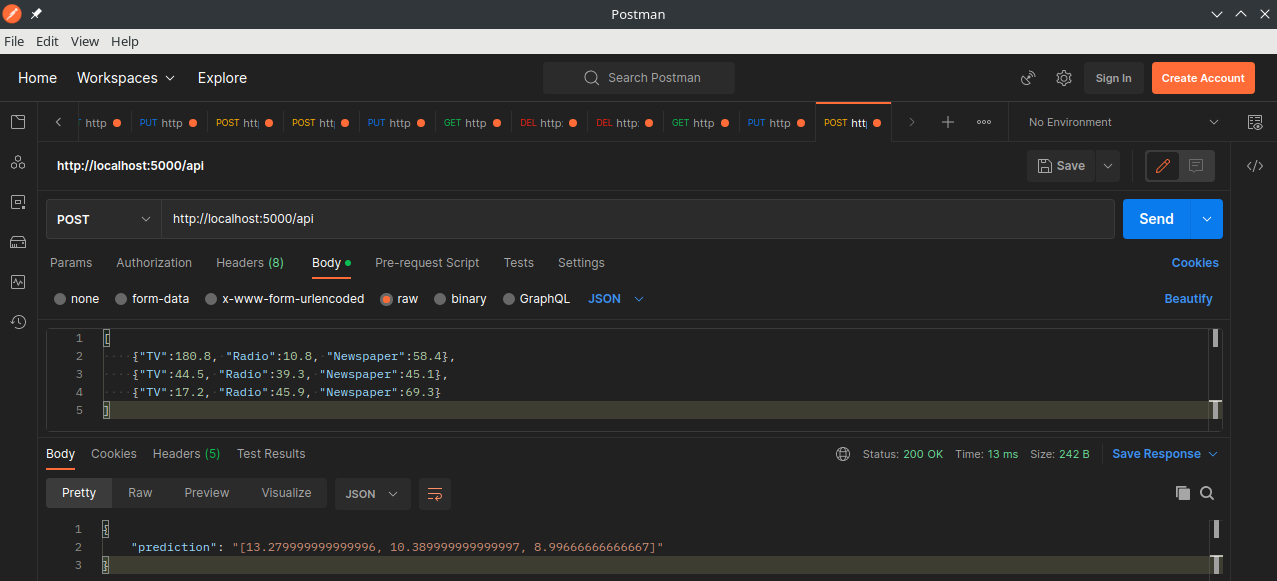 Postman
File Edit View Help
Home Workspaces Explore Search Postman Sign In Create Account
http PUT http POST htt POST htt PUT http GET http DEL http: DEL http: GET http PUT http POST htt No Environment
http://localhost:5000/api Save
POST http://localhost:5000/api Send
Params Authorization Headers (8) Body Pre-request Script Tests Settings Cookies
none form-data x-www-form-urlencoded raw binary GraphQL JSON Beautify
1 [
2 {"TV":180.8, "Radio":10.8, "Newspaper":58.4},
3 {"TV":44.5, "Radio":39.3, "Newspaper":45.1},
4 {"TV":17.2, "Radio":45.9, "Newspaper":69.3}
5 ]
Body Cookies Headers (5) Test Results Status: 200 OK Time: 13 ms Size: 242 B Save Response
Pretty Raw Preview Visualize JSON
1 {
2 "prediction": "[13.279999999999996, 10.389999999999997, 8.99666666666667]"
3 }